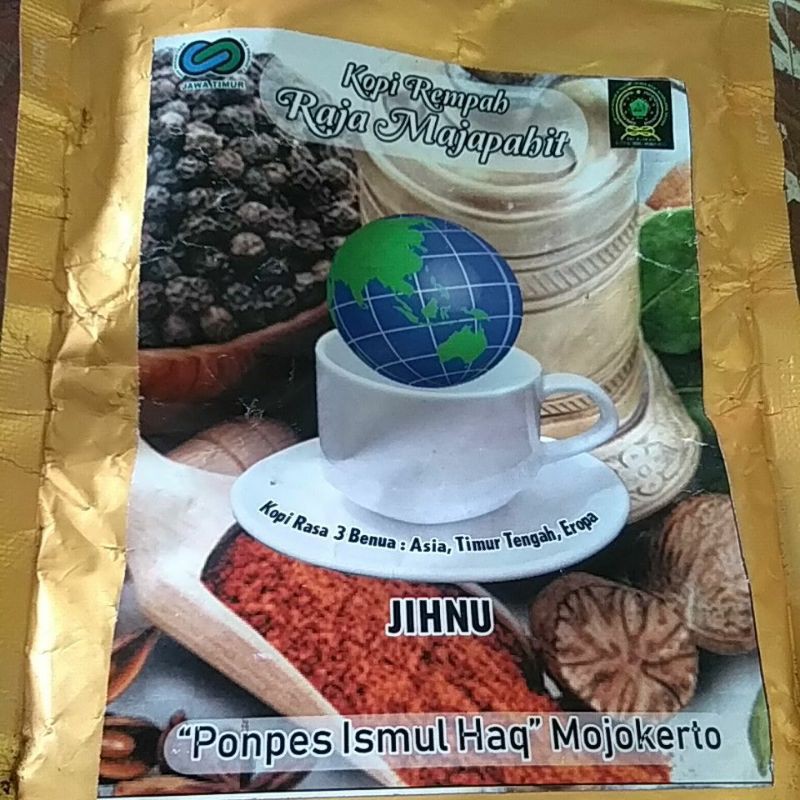 JAWA TIMUR
Kopi Rempah
Raja Majapahit
Kopi Rasa 3 Benua : Asia, Timur Tengah, Eropa
JIHNU
“Ponpes Ismul Haq” Mojokerto